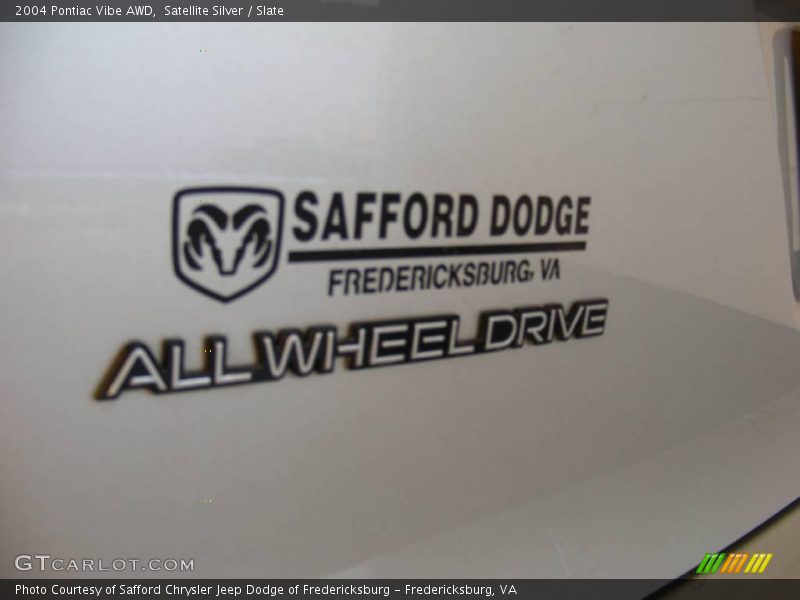 2004 Pontiac Vibe AWD,  Satellite Silver / Slate
SAFFORD DODGE
FREDERICKSBURG, VA
ALL WHEEL DRIVE
GTCARLOT.COM
Photo Courtesy of Safford Chrysler Jeep Dodge of Fredericksburg - Fredericksburg, VA